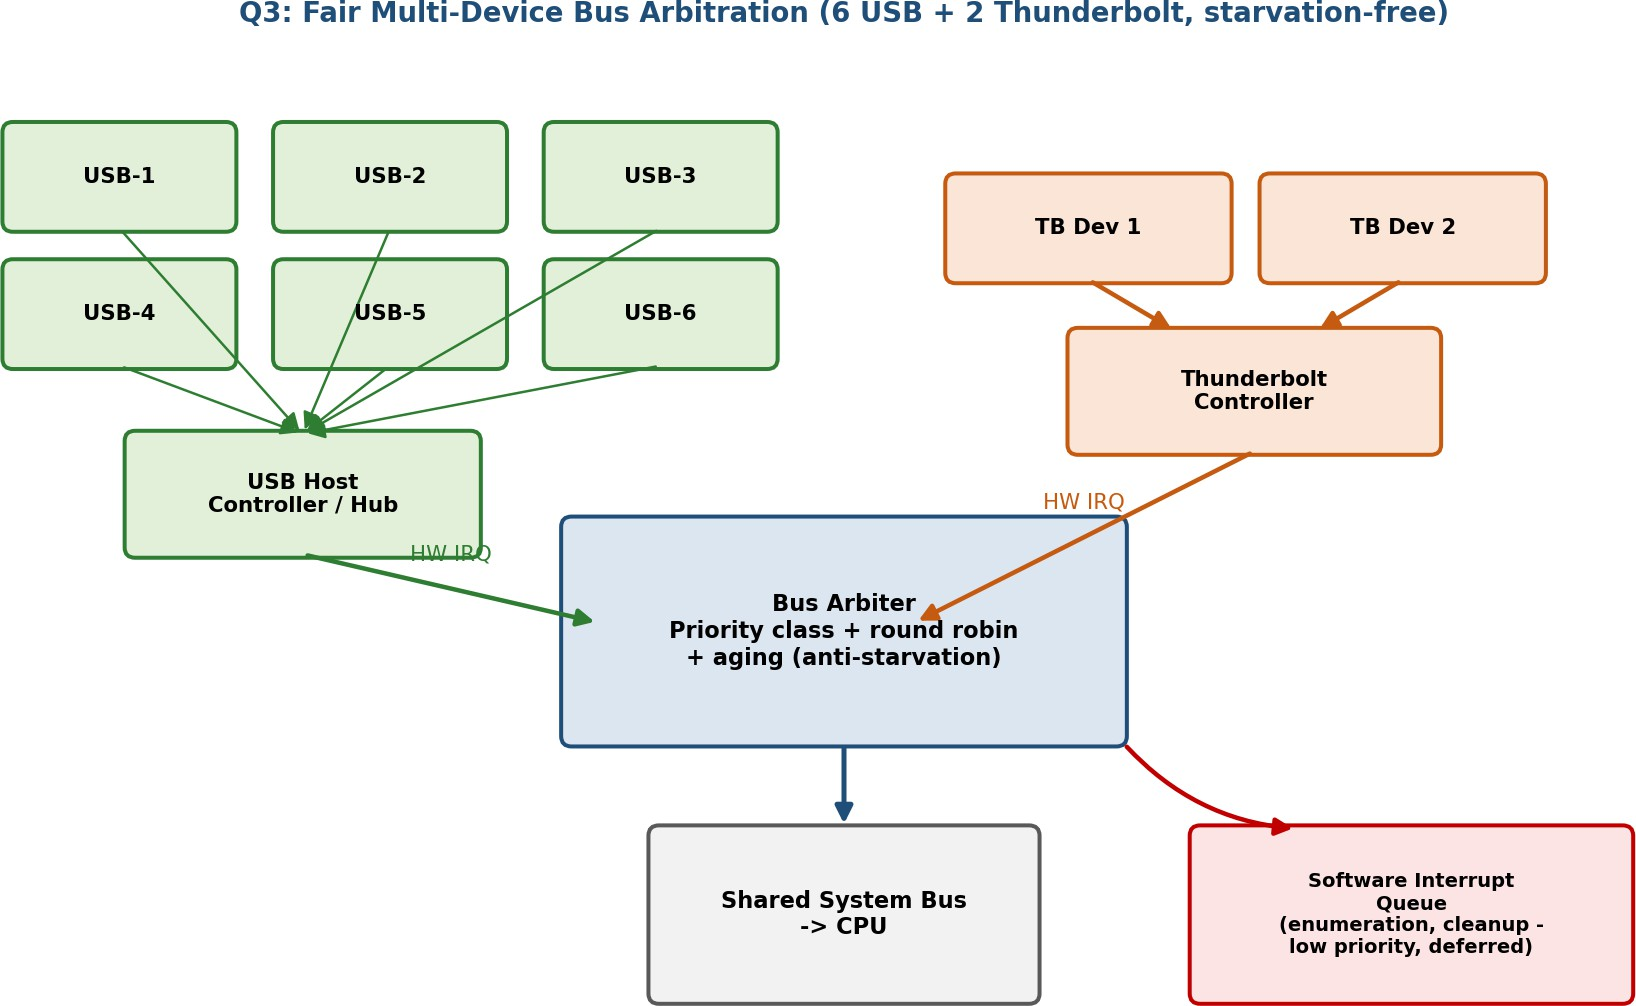 Q3: Fair Multi-Device Bus Arbitration (6 USB + 2 Thunderbolt, starvation-free)
USB-1
USB-2
USB-3
TB Dev 1
TB Dev 2
USB-4
USB-5
USB-6
Thunderbolt
Controller
USB Host
Controller / Hub
HW IRQ
HW IRQ
Bus Arbiter
Priority class + round robin
+ aging (anti-starvation)
Shared System Bus
-> CPU
Software Interrupt
Queue
(enumeration, cleanup -
low priority, deferred)